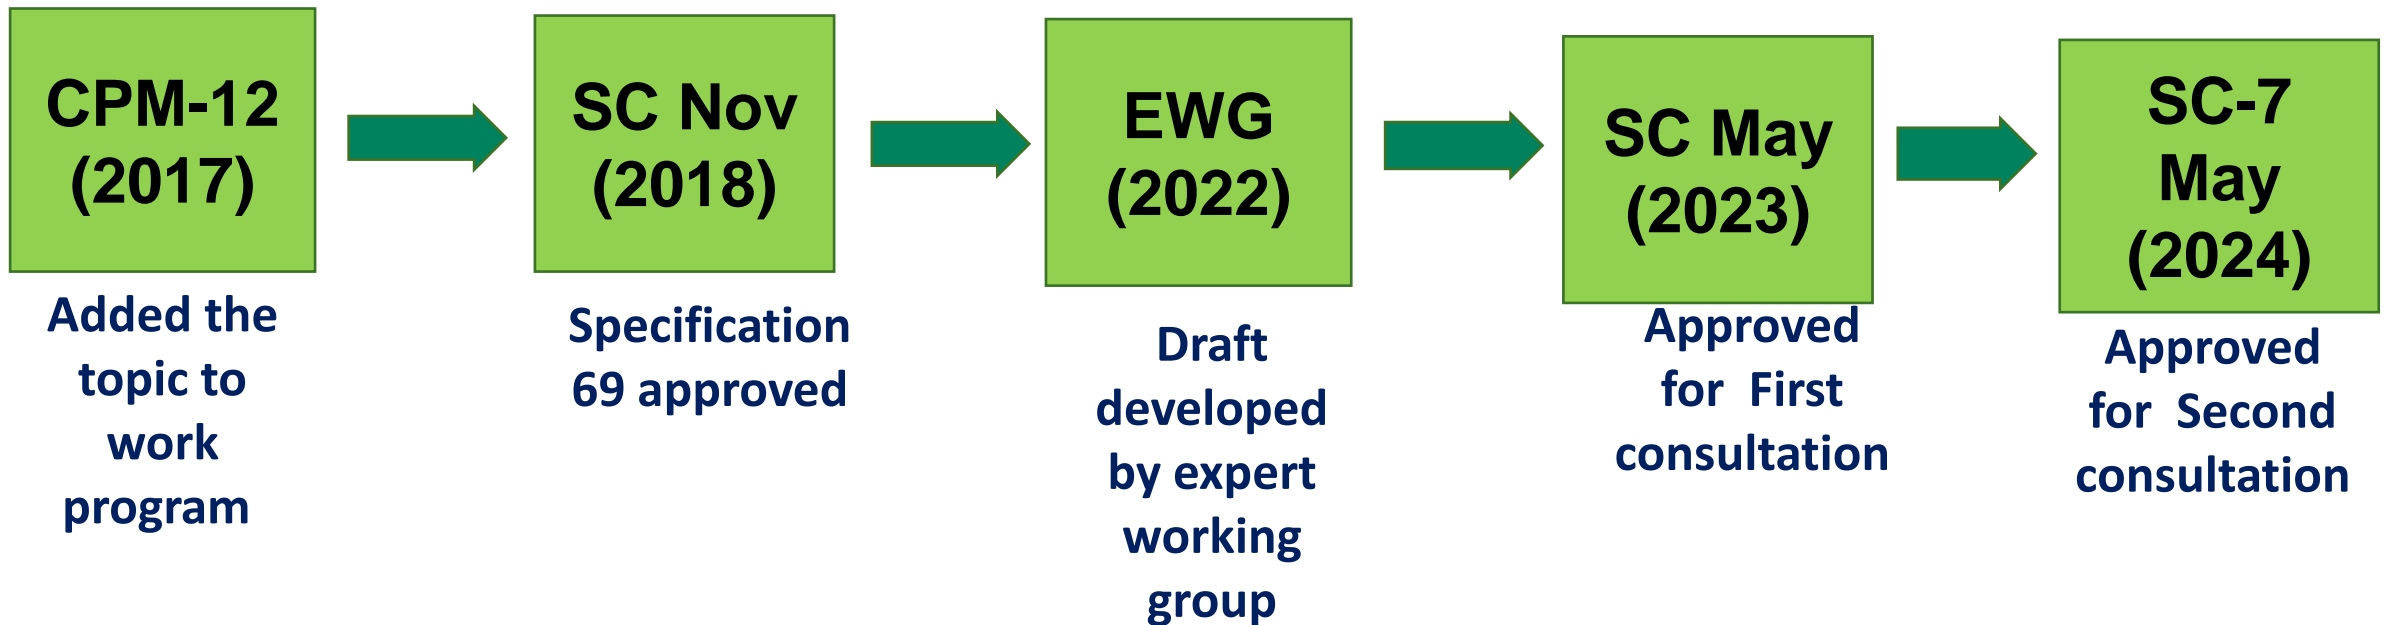 CPM-12
(2017)
Added the
topic to
work
program
SC Nov
(2018)
Specification
69 approved
EWG
(2022)
Draft
developed
by expert
working
group
SC May
(2023)
Approved
for  First
consultation
SC-7
May
(2024)
Approved
for  Second
consultation